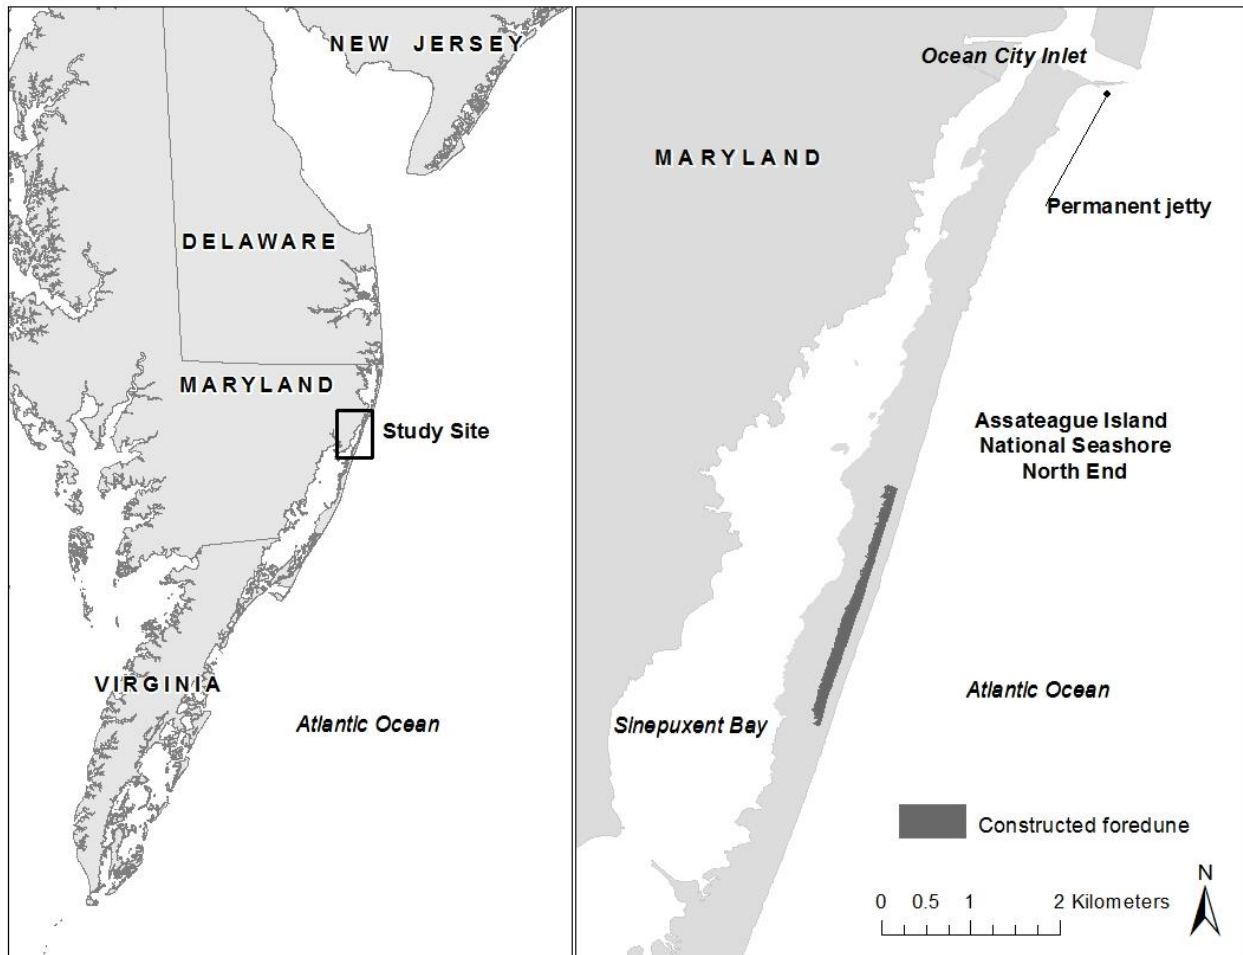 NEW JERSEY
DELAWARE
MARYLAND
Study Site
VIRGINIA
Atlantic Ocean
Ocean City Inlet
MARYLAND
Permanent jetty
Assateague Island
National Seashore
North End
Atlantic Ocean
Sinepuxent Bay
Constructed foredune
N
0 0.5 1 2 Kilometers